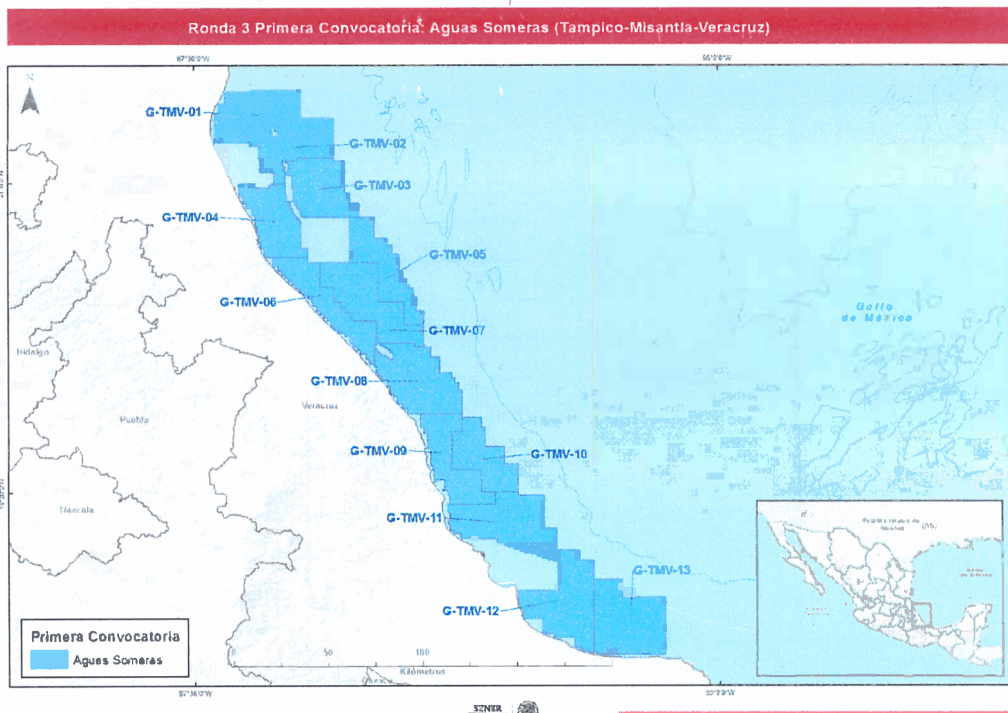 Ronda 3 Primera Convocatoria: Aguas Someras (Tampico-Misantla-Veracruz)
N
G-TMV-01
G-TMV-02
G-TMV-03
G-TMV-04
G-TMV-05
G-TMV-06
G-TMV-07
Golfo
de México
Hidalgo
G-TMV-08
Veracruz
Puebla
G-TMV-09
G-TMV-10
Tlaxcala
G-TMV-11
G-TMV-13
G-TMV-12
Primera Convocatoria
Aguas Someras
0 50 100
Kilómetros
SENER